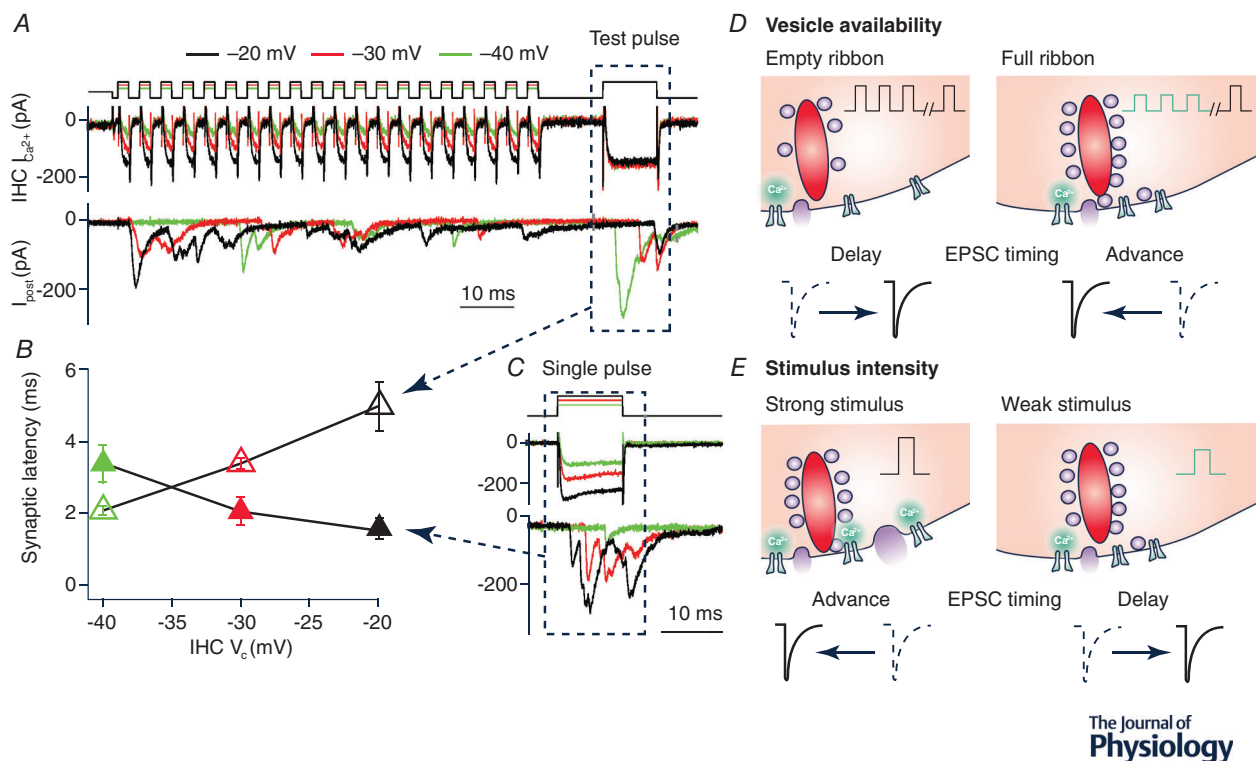 A
–20 mV
–30 mV
–40 mV
Test pulse
IHC I Ca2+ (pA)
0
-200
Ipost (pA)
0
-200
10 ms
B
Synaptic latency (ms)
6
4
2
0
-40
-35
-30
-25
-20
IHC Vc (mV)
C Single pulse
0
-200
0
-200
10 ms
D Vesicle availability
Empty ribbon
Full ribbon
Ca2+
Ca2+
Delay
EPSC timing
Advance
E Stimulus intensity
Strong stimulus
Weak stimulus
Ca2+
Ca2+
Ca2+
Ca2+
Advance
EPSC timing
Delay
The Journal of
Physiology